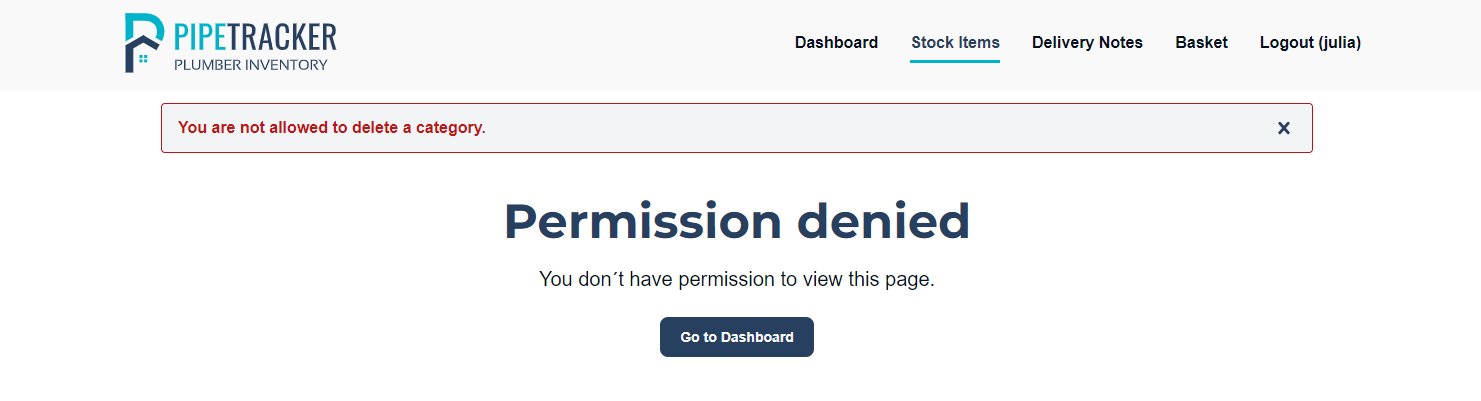 PIPETRACKER
PLUMBER INVENTORY
Dashboard Stock Items Delivery Notes Basket Logout (julia)
You are not allowed to delete a category.
Permission denied
You don´t have permission to view this page.
Go to Dashboard